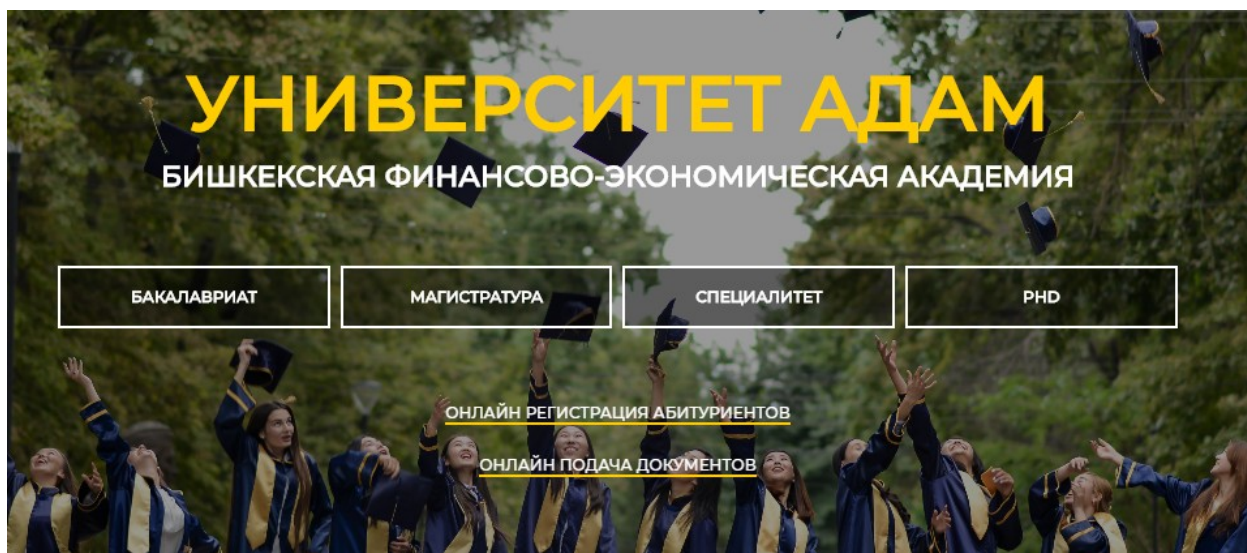 УНИВЕРСИТЕТ АДАМ
БИШКЕКСКАЯ ФИНАНСОВО-ЭКОНОМИЧЕСКАЯ АКАДЕМИЯ
БАКАЛАВРИАТ
МАГИСТРАТУРА
СПЕЦИАЛИТЕТ
PHD
ОНЛАЙН РЕГИСТРАЦИЯ АБИТУРИЕНТОВ
ОНЛАЙН ПОДАЧА ДОКУМЕНТОВ